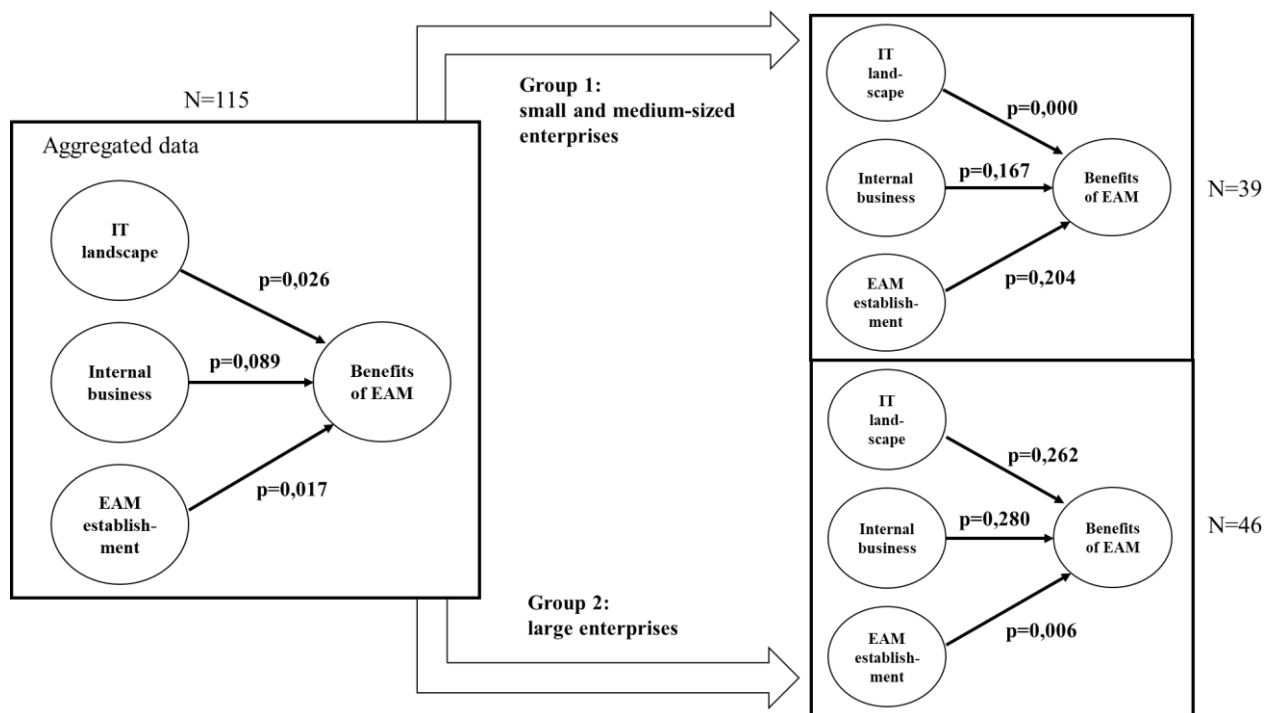 N=115
Aggregated data
IT
landscape
p=0,026
Internal
business
p=0,089
Benefits
of EAM
EAM
establish-
ment
p=0,017
Group 1:
small and medium-sized
enterprises
Group 2:
large enterprises
IT
land-
scape
p=0,000
Internal
business
p=0,167
Benefits
of EAM
EAM
establish-
ment
p=0,204
N=39
IT
land-
scape
p=0,262
Internal
business
p=0,280
Benefits
of EAM
EAM
establish-
ment
p=0,006
N=46